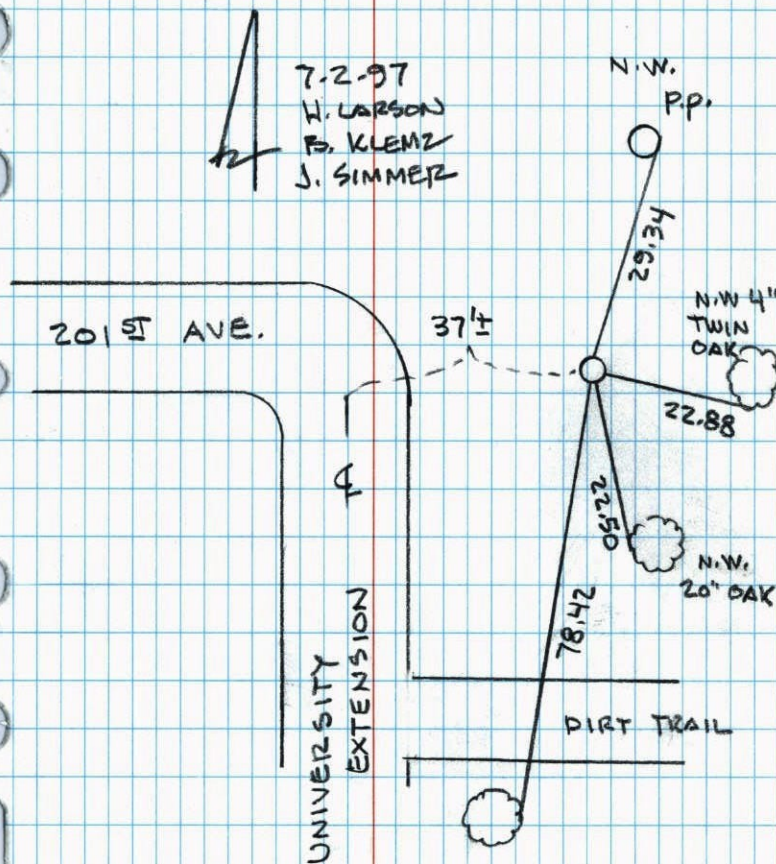 7-2-97
W. LARSON
B. KLEMZ
J. SIMMER
N.W.
P.P.
29.34
201ST AVE.
37'±
N.W 4"
TWIN
OAK
22.88
22.50
N.W.
20" OAK
78.42
UNIVERSITY
EXTENSION
DIRT TRAIL